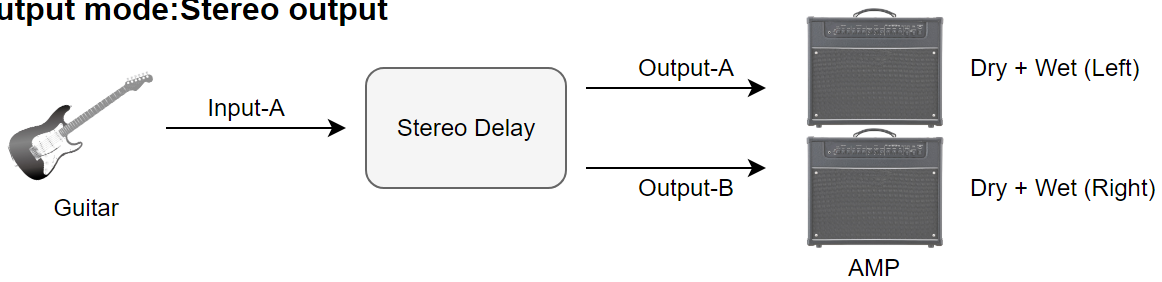 utput mode:Stereo output
Output-A
Dry + Wet (Left)
Input-A
Stereo Delay
Output-B
Dry + Wet (Right)
Guitar
AMP